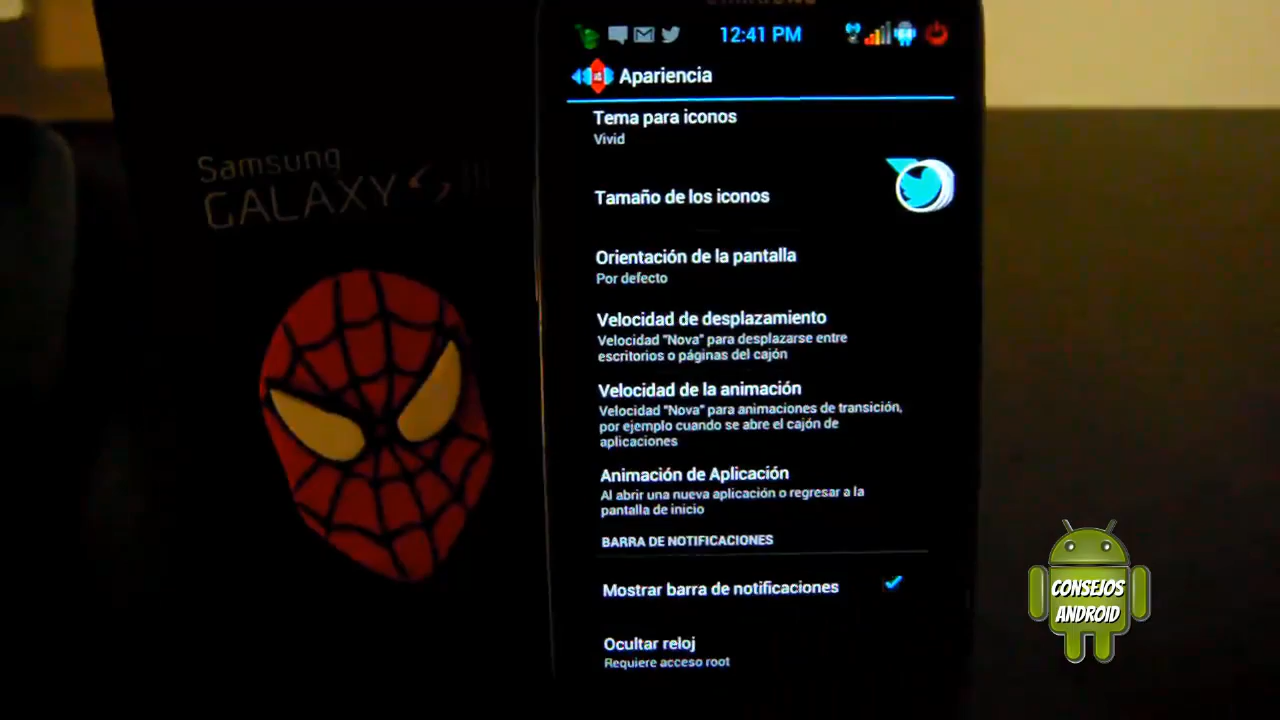 Samsung
GALAXY S III
12:41 PM
Apariencia
Tema para iconos
Vivid
Tamaño de los iconos
Orientación de la pantalla
Por defecto
Velocidad de desplazamiento
Velocidad "Nova" para desplazarse entre
escritorios o páginas del cajón
Velocidad de la animación
Velocidad "Nova" para animaciones de transición,
por ejemplo cuando se abre el cajón de
aplicaciones
Animación de Aplicación
Al abrir una nueva aplicación o regresar a la
pantalla de inicio
BARRA DE NOTIFICACIONES
Mostrar barra de notificaciones
Ocultar reloj
Requiere acceso root
CONSEJOS
ANDROID